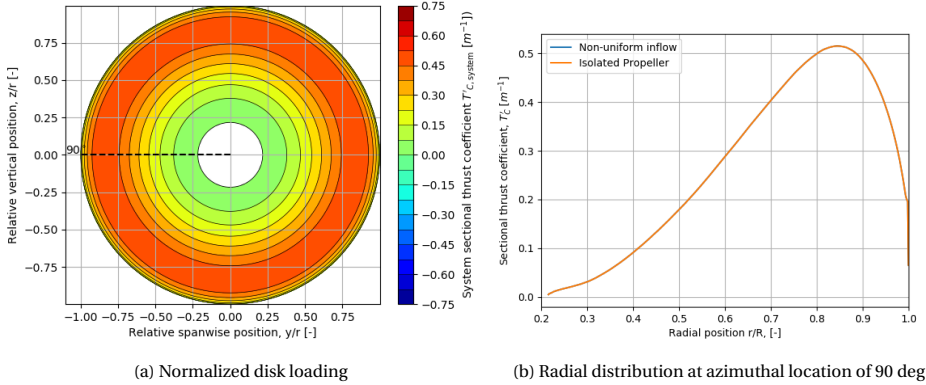 0.75
0.50
0.25
0.00
−0.25
−0.50
−0.75
Relative vertical position, z/r [-]
90°
−1.00 −0.75 −0.50 −0.25 0.00 0.25 0.50 0.75
Relative spanwise position, y/r [-]
0.75
0.60
0.45
0.30
0.15
0.00
−0.15
−0.30
−0.45
−0.60
−0.75
System sectional thrust coefficient T'C, system [m−1])
(a) Normalized disk loading
Non-uniform inflow
Isolated Propeller
0.5
0.4
0.3
0.2
0.1
0.0
Sectional thrust coefficient, T'C [m−1]
0.2 0.3 0.4 0.5 0.6 0.7 0.8 0.9 1.0
Radial position r/R, [-]
(b) Radial distribution at azimuthal location of 90 deg